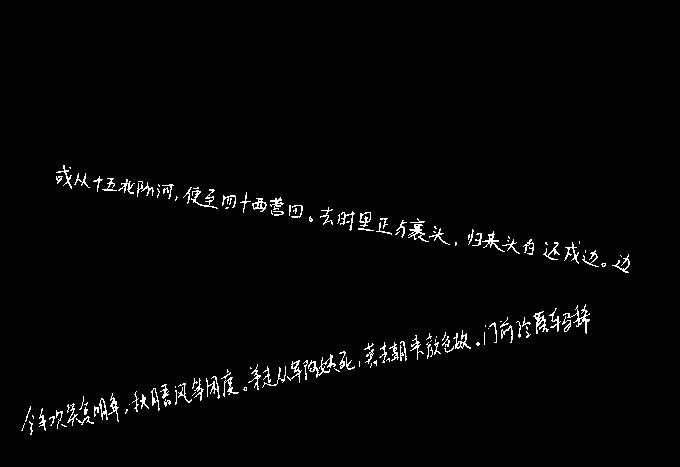 或从十五北防河,便至四十西营田。去时里正与裹头,归来头白还戍边。边
今年欢笑复明年,秋月春风等闲度。弟走从军阿姨死,暮去朝来颜色故。门前冷落车马稀